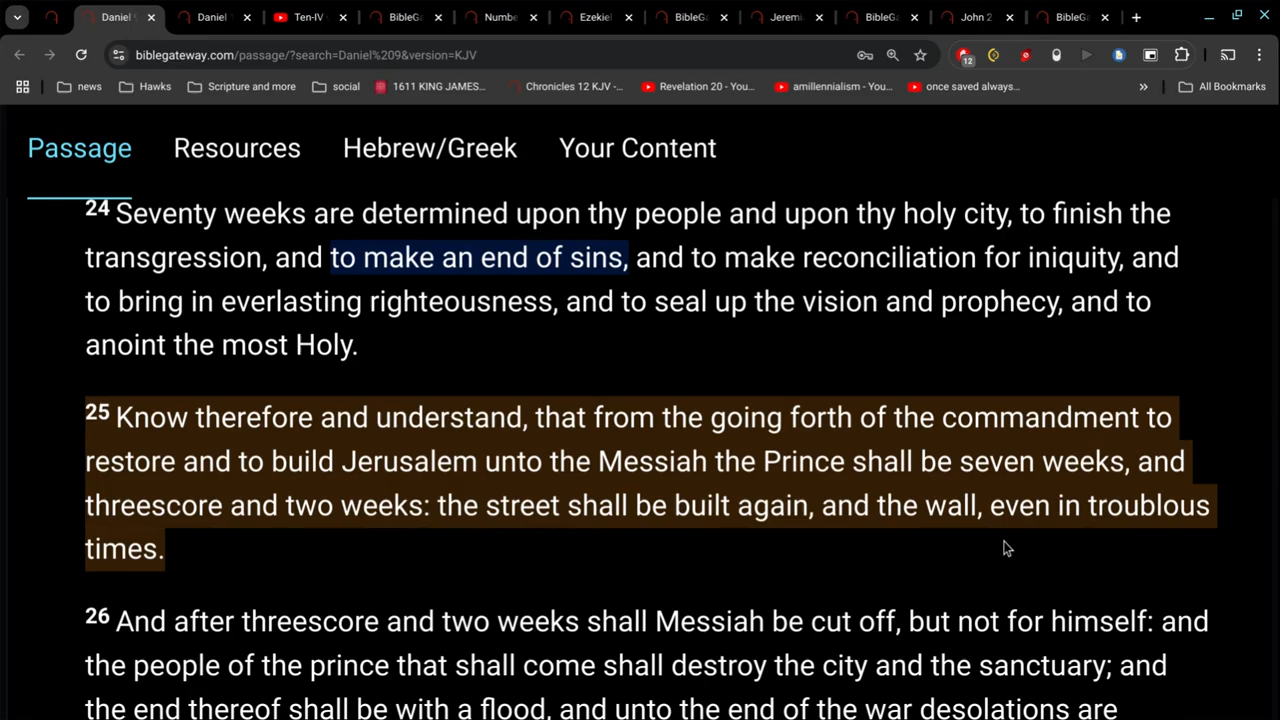 Daniel
Daniel
Ten-IV
BibleGa
Numbe
Ezekiel
BibleG
Jeremi
BibleG
John 2
BibleG
biblegateway.com/passage/?search=Daniel%209&version=KJV
12
news
Hawks
Scripture and more
social
1611 KING JAMES...
Chronicles 12 KJV -...
Revelation 20 - You...
amillennialism - You...
once saved always...
»
All Bookmarks
Passage
Resources
Hebrew/Greek
Your Content
24 Seventy weeks are determined upon thy people and upon thy holy city, to finish the
transgression, and to make an end of sins, and to make reconciliation for iniquity, and
to bring in everlasting righteousness, and to seal up the vision and prophecy, and to
anoint the most Holy.
25 Know therefore and understand, that from the going forth of the commandment to
restore and to build Jerusalem unto the Messiah the Prince shall be seven weeks, and
threescore and two weeks: the street shall be built again, and the wall, even in troublous
times.
26 And after threescore and two weeks shall Messiah be cut off, but not for himself: and
the people of the prince that shall come shall destroy the city and the sanctuary; and
the end thereof shall be with a flood, and unto the end of the war desolations are